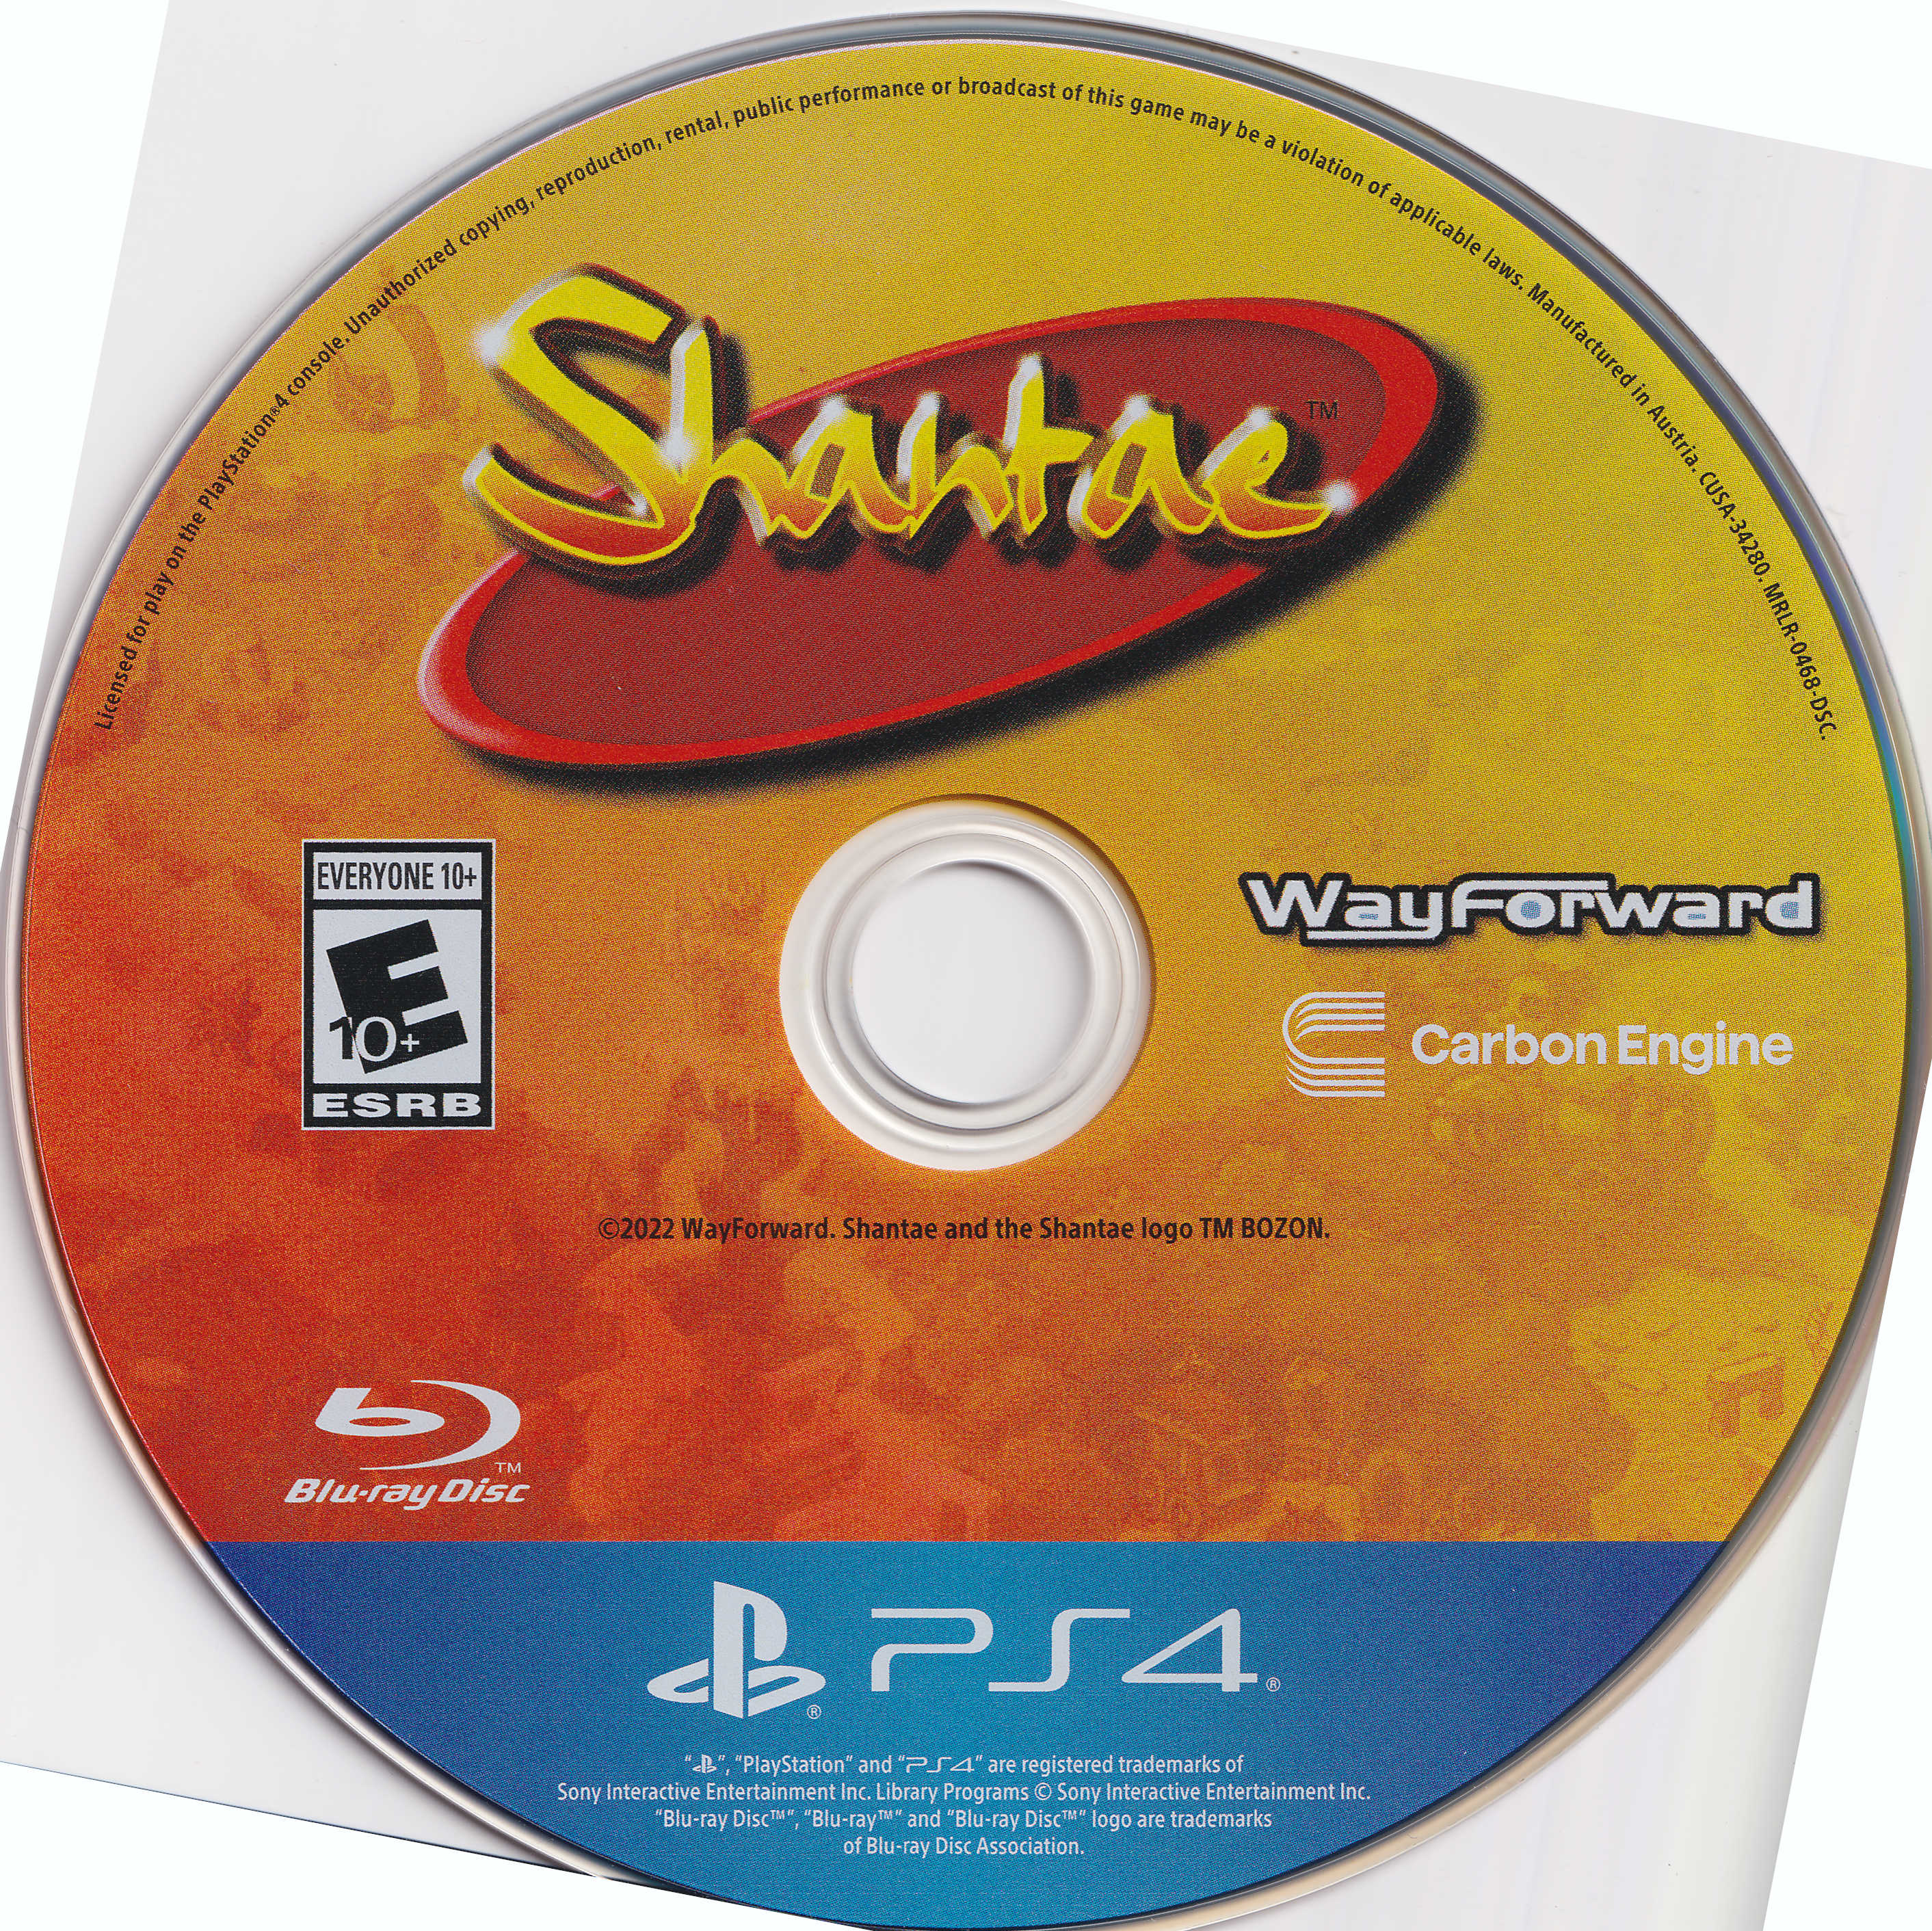 Licensed for play on the PlayStation®4 console. Unauthorized copying, reproduction, rental, public performance or broadcast of this game may be a violation of applicable laws. Manufactured in Austria. CUSA-34280. MRLR-0468-DSC.
Shantae™
EVERYONE 10+
E
10+
ESRB
WayForward
Carbon Engine
©2022 WayForward. Shantae and the Shantae logo TM BOZON.
Blu-ray Disc™
PS4®
“PS”, “PlayStation” and “PS4” are registered trademarks of
Sony Interactive Entertainment Inc. Library Programs © Sony Interactive Entertainment Inc.
“Blu-ray Disc™”, “Blu-ray™” and “Blu-ray Disc™” logo are trademarks
of Blu-ray Disc Association.